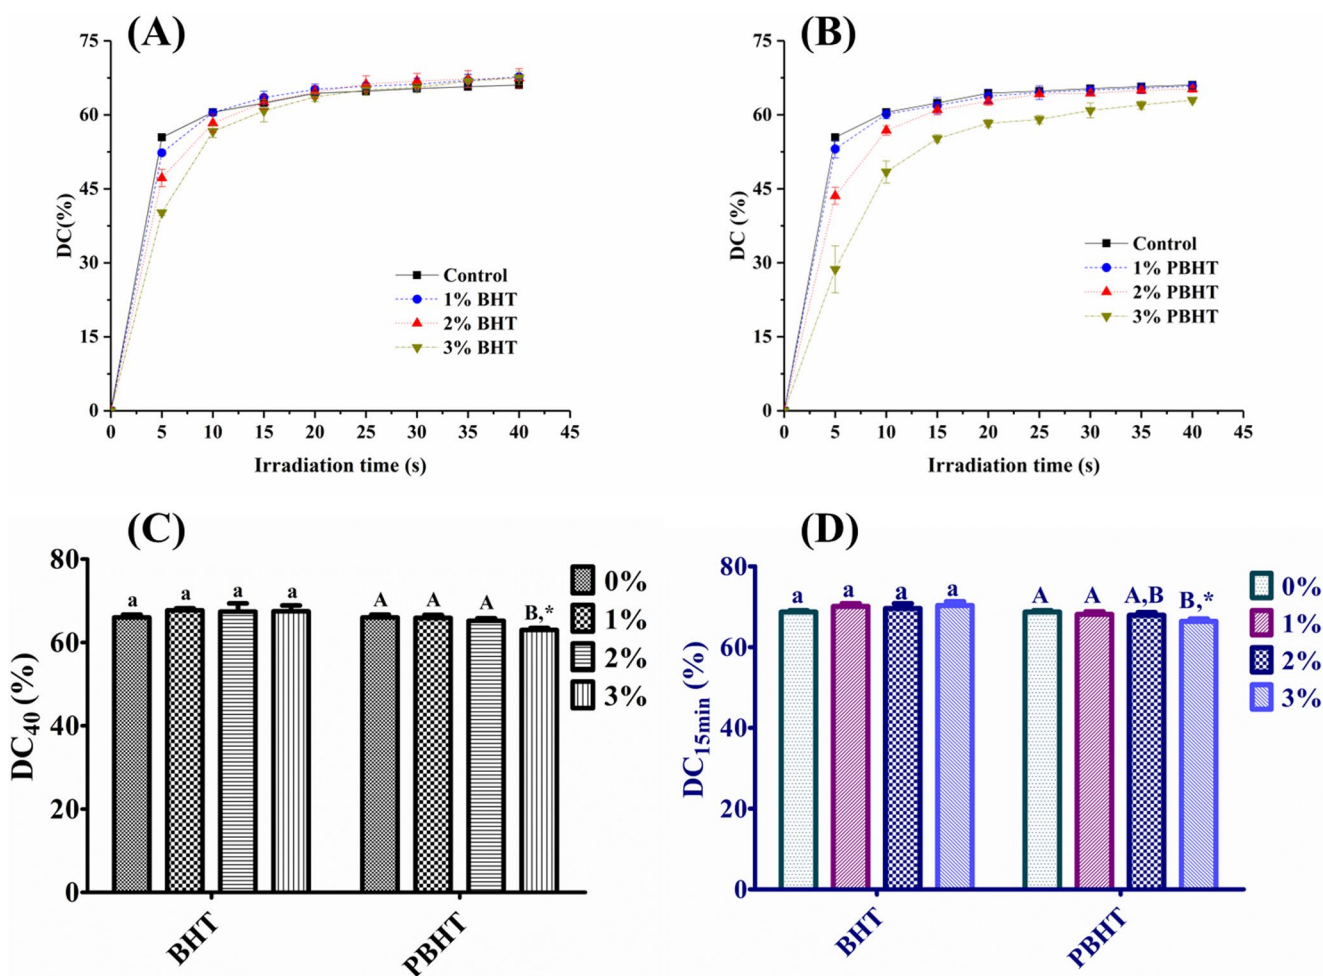 (A)
75
60
45
30
15
0
DC(%)
Control
1% BHT
2% BHT
3% BHT
0 5 10 15 20 25 30 35 40 45
Irradiation time (s)
(B)
75
60
45
30
15
0
DC (%)
Control
1% PBHT
2% PBHT
3% PBHT
0 5 10 15 20 25 30 35 40 45
Irradiation time (s)
(C)
80
60
40
20
0
DC40 (%)
a a a a A A A B,*
0%
1%
2%
3%
BHT PBHT
(D)
80
60
40
20
0
DC15min (%)
a a a a A A A,B B,*
0%
1%
2%
3%
BHT PBHT